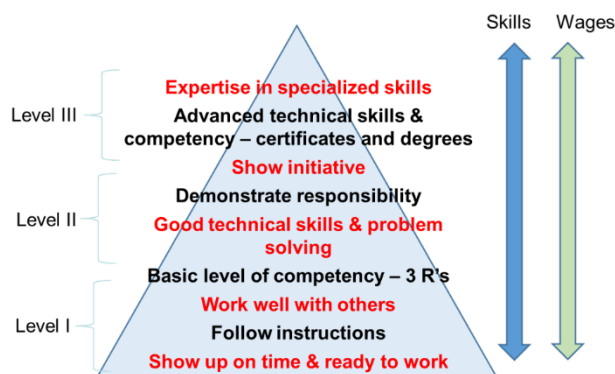 Skills Wages
Expertise in specialized skills
Level III
Advanced technical skills &
competency – certificates and degrees
Show initiative
Demonstrate responsibility
Level II
Good technical skills & problem
solving
Basic level of competency – 3 R's
Work well with others
Level I
Follow instructions
Show up on time & ready to work